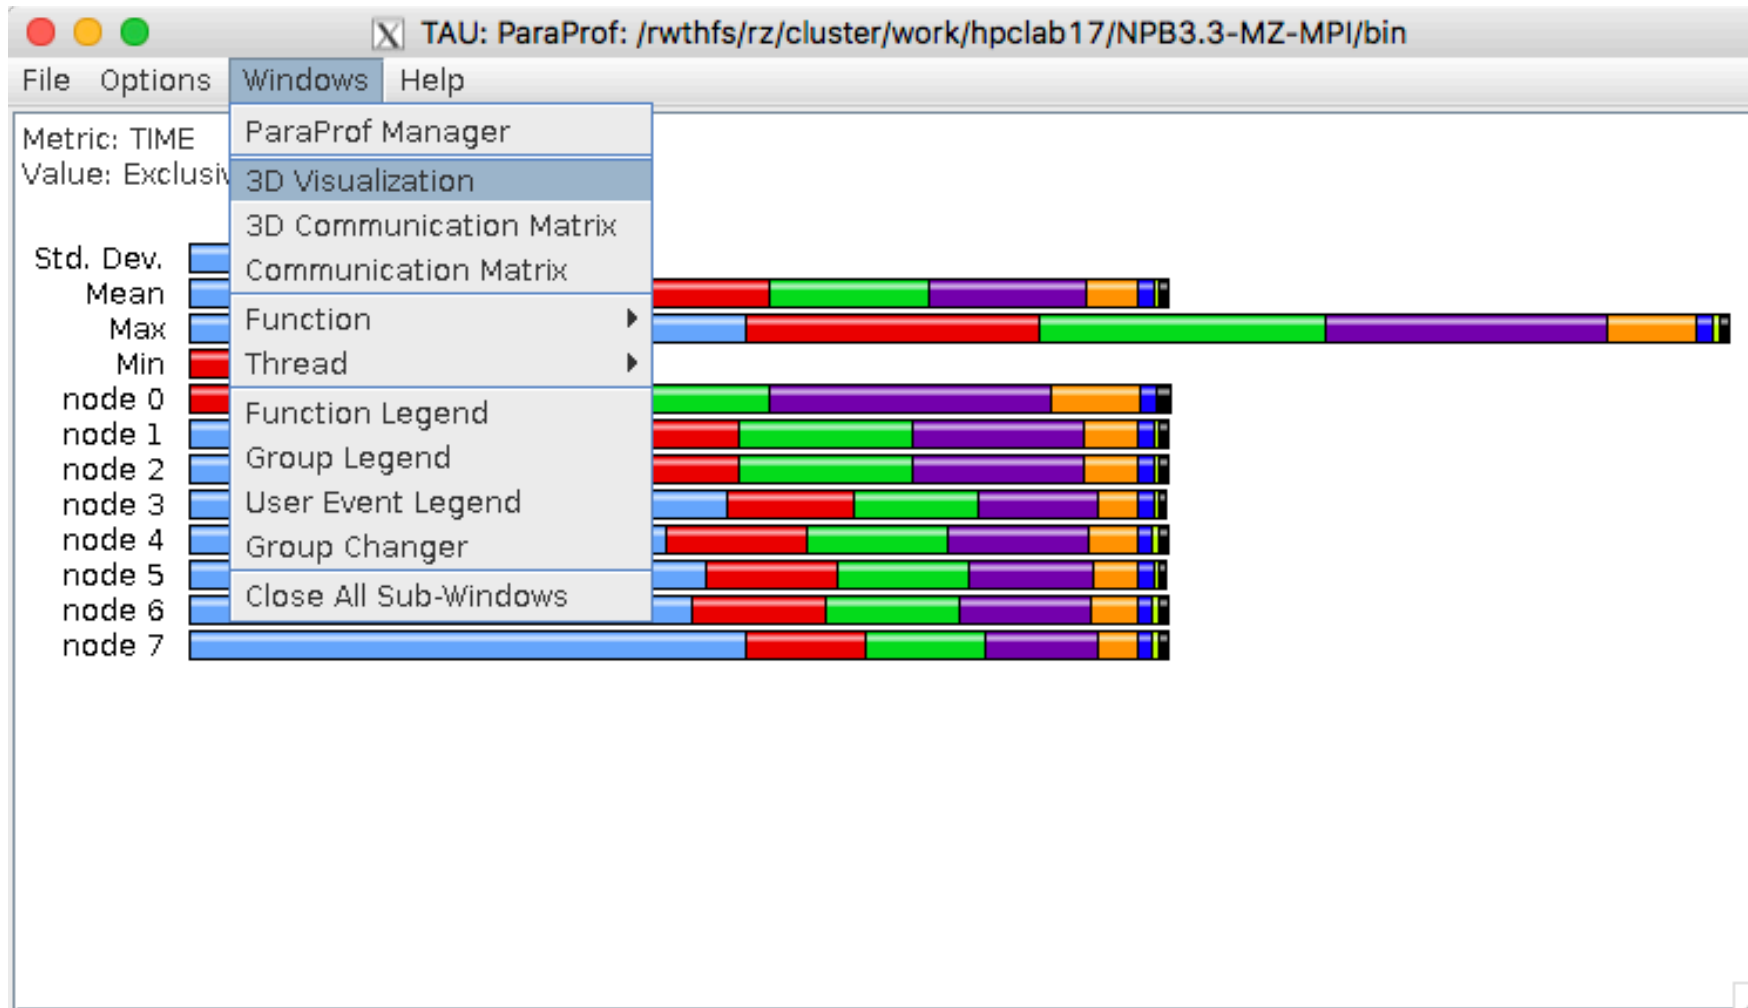 X TAU: ParaProf: /rwthfs/rz/cluster/work/hpclab17/NPB3.3-MZ-MPI/bin
File Options Windows Help
Metric: TIME
Value: Exclusiv
ParaProf Manager
3D Visualization
3D Communication Matrix
Communication Matrix
Function
Thread
Function Legend
Group Legend
User Event Legend
Group Changer
Close All Sub-Windows
Std. Dev.
Mean
Max
Min
node 0
node 1
node 2
node 3
node 4
node 5
node 6
node 7